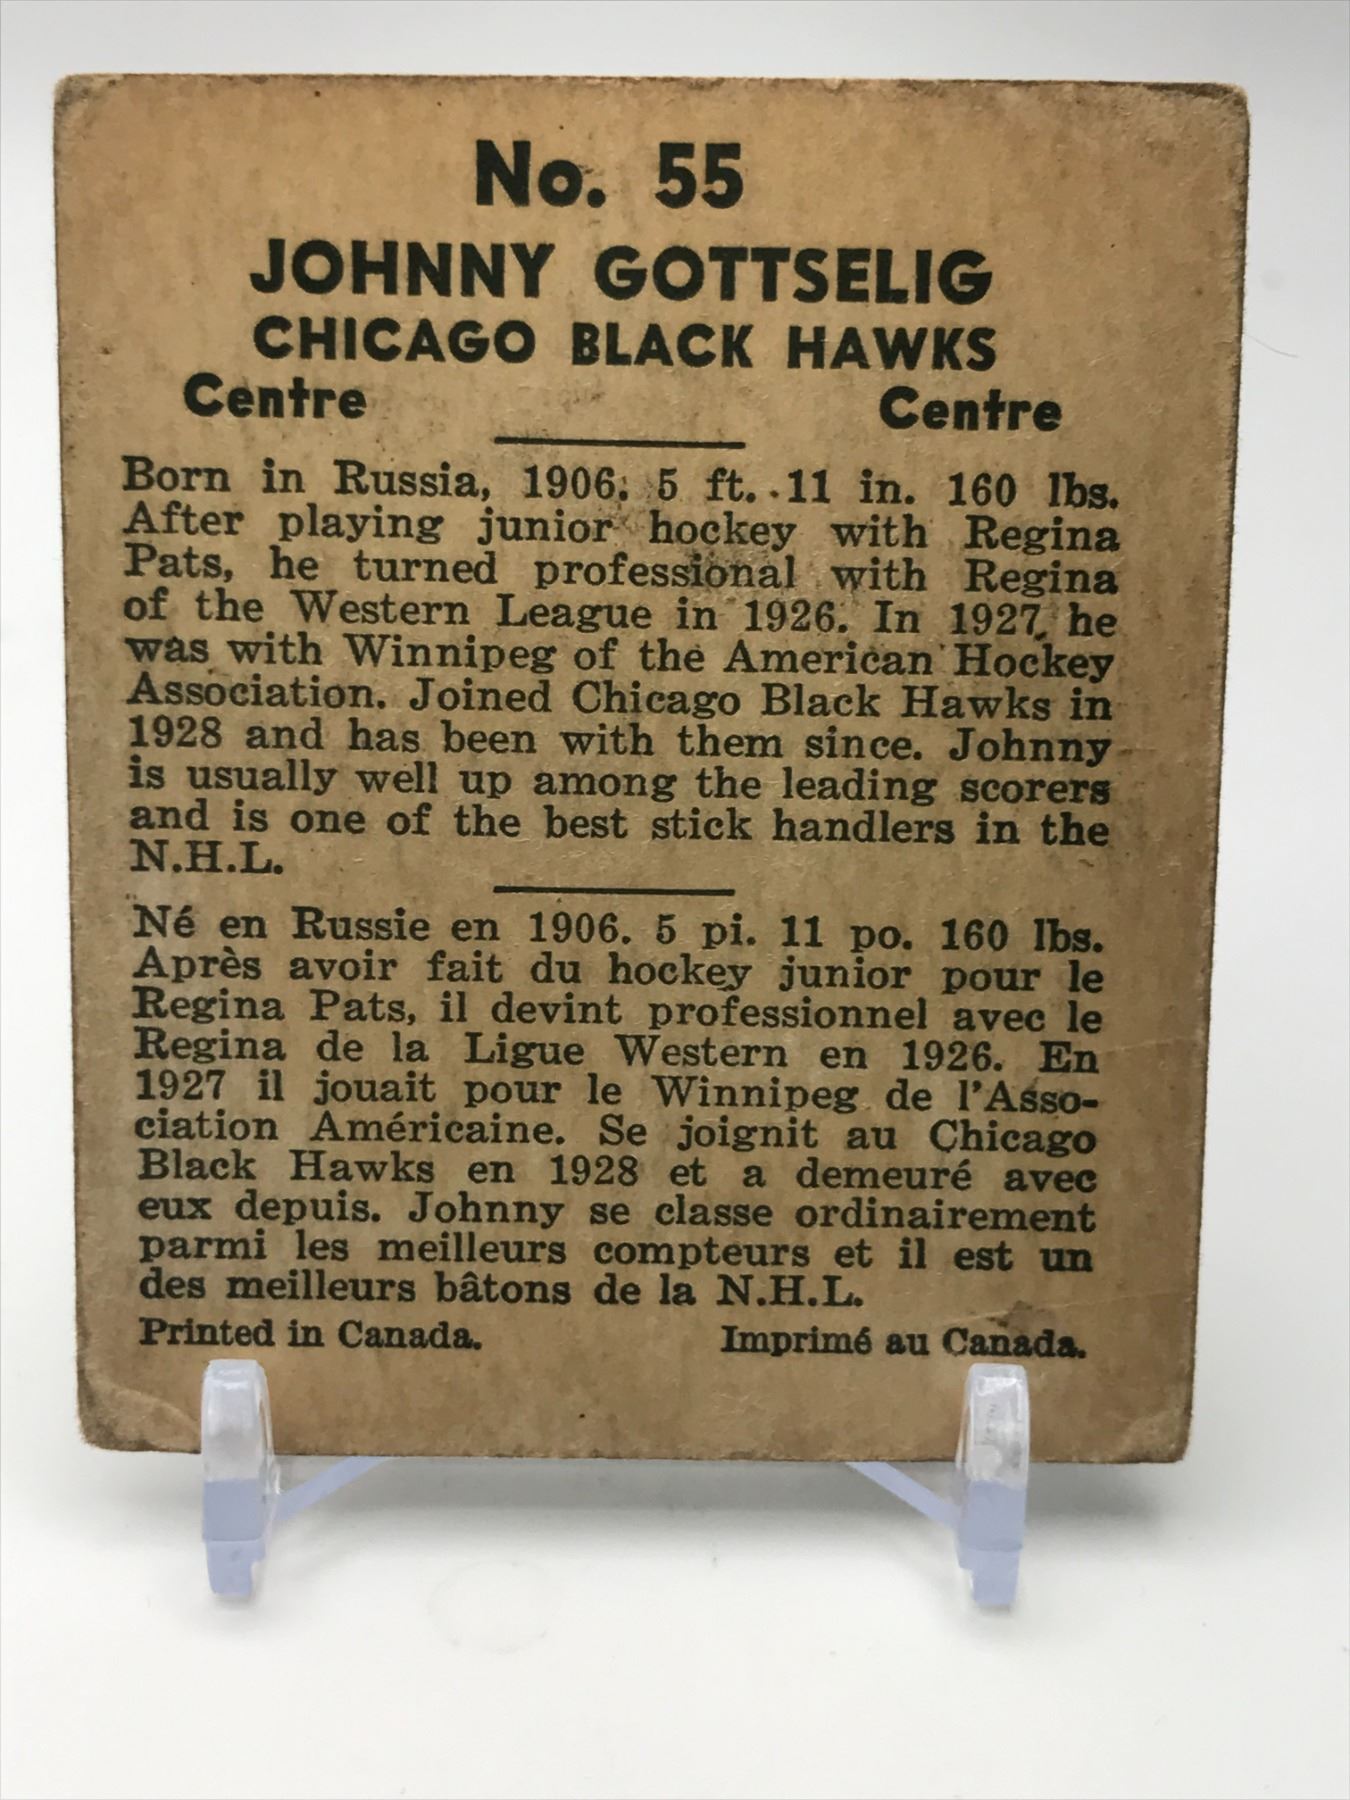 No. 55
JOHNNY GOTTSELIG
CHICAGO BLACK HAWKS
Centre Centre
Born in Russia, 1906. 5 ft. 11 in. 160 lbs.
After playing junior hockey with Regina
Pats, he turned professional with Regina
of the Western League in 1926. In 1927 he
was with Winnipeg of the American Hockey
Association. Joined Chicago Black Hawks in
1928 and has been with them since. Johnny
is usually well up among the leading scorers
and is one of the best stick handlers in the
N.H.L.
Né en Russie en 1906. 5 pi. 11 po. 160 lbs.
Après avoir fait du hockey junior pour le
Regina Pats, il devint professionnel avec le
Regina de la Ligue Western en 1926. En
1927 il jouait pour le Winnipeg de l'Asso-
ciation Américaine. Se joignit au Chicago
Black Hawks en 1928 et a demeuré avec
eux depuis. Johnny se classe ordinairement
parmi les meilleurs compteurs et il est un
des meilleurs bâtons de la N.H.L.
Printed in Canada. Imprimé au Canada.